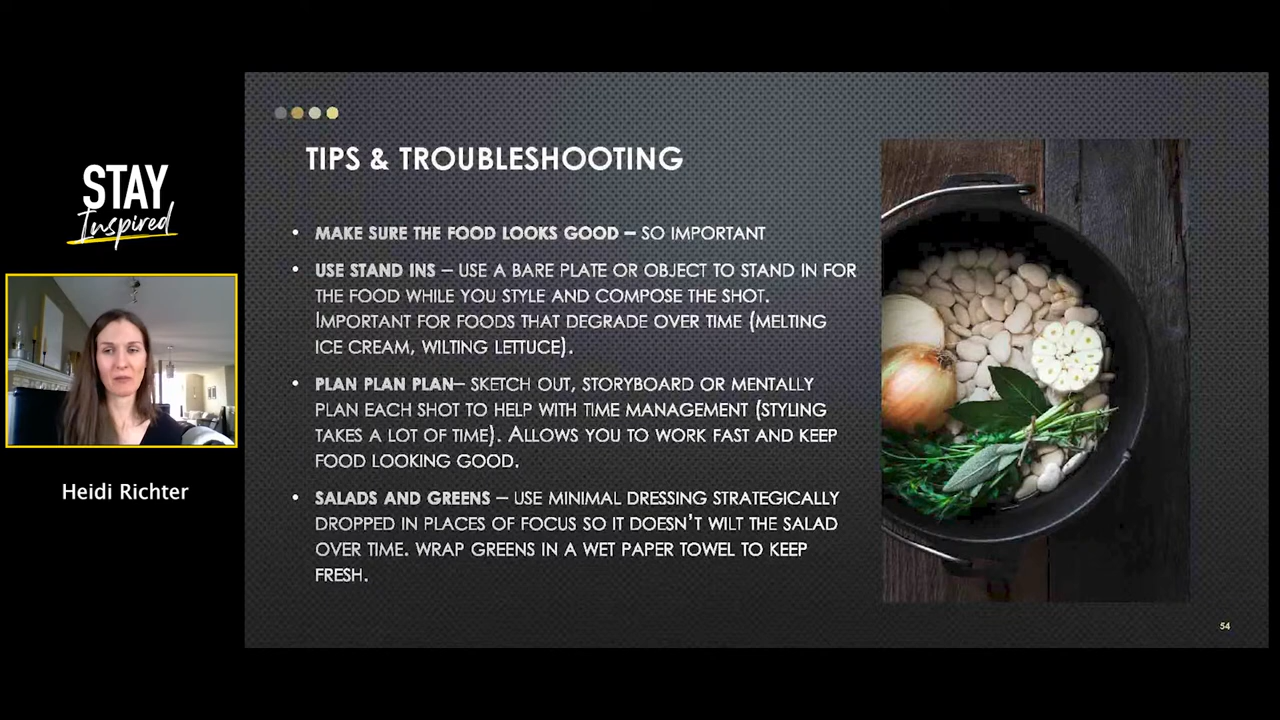 STAY
Inspired
Heidi Richter
TIPS & TROUBLESHOOTING
• MAKE SURE THE FOOD LOOKS GOOD – SO IMPORTANT
• USE STAND INS – USE A BARE PLATE OR OBJECT TO STAND IN FOR
THE FOOD WHILE YOU STYLE AND COMPOSE THE SHOT.
IMPORTANT FOR FOODS THAT DEGRADE OVER TIME (MELTING
ICE CREAM, WILTING LETTUCE).
• PLAN PLAN PLAN– SKETCH OUT, STORYBOARD OR MENTALLY
PLAN EACH SHOT TO HELP WITH TIME MANAGEMENT (STYLING
TAKES A LOT OF TIME). ALLOWS YOU TO WORK FAST AND KEEP
FOOD LOOKING GOOD.
• SALADS AND GREENS – USE MINIMAL DRESSING STRATEGICALLY
DROPPED IN PLACES OF FOCUS SO IT DOESN'T WILT THE SALAD
OVER TIME. WRAP GREENS IN A WET PAPER TOWEL TO KEEP
FRESH.
54